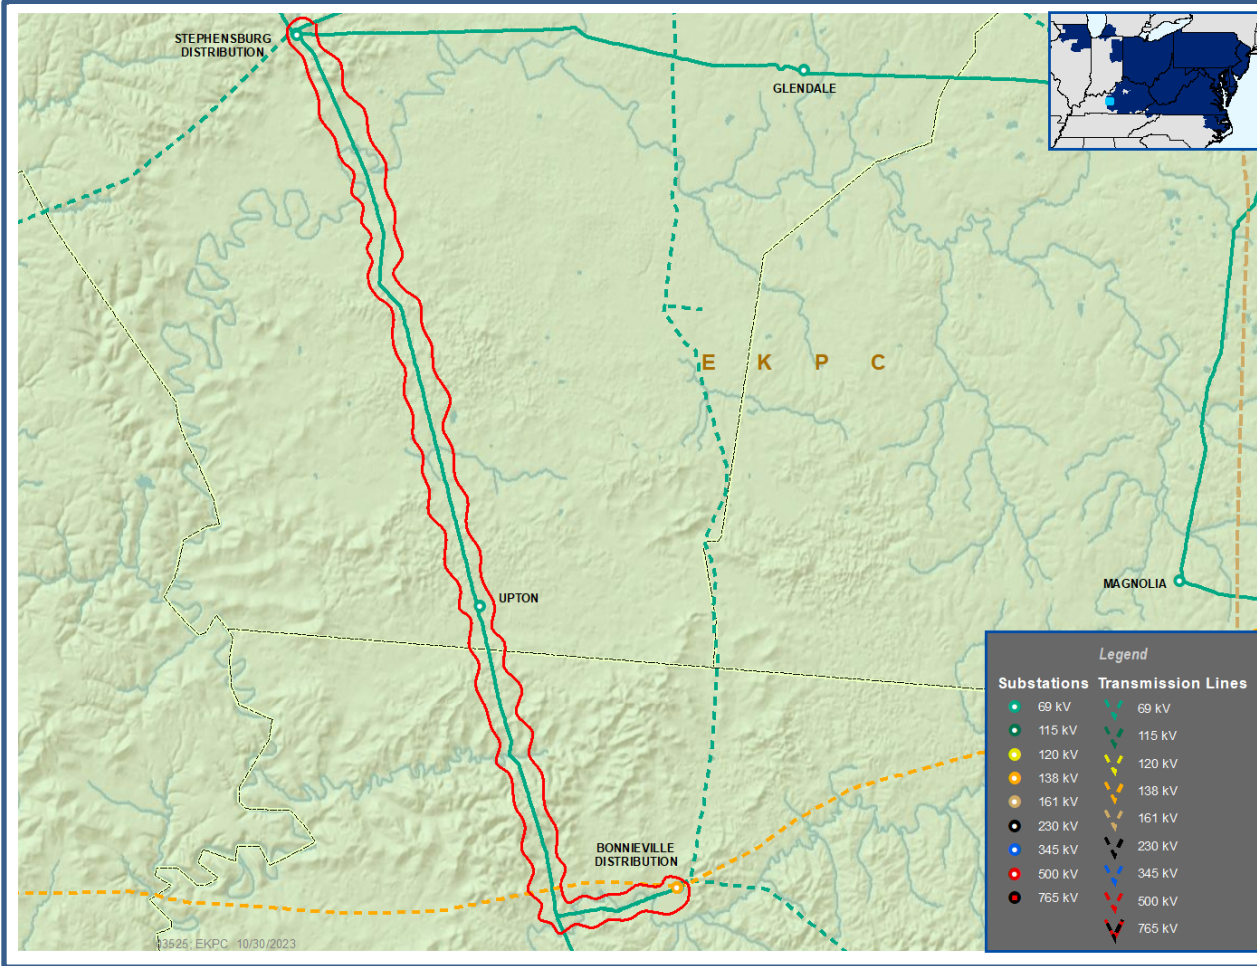 STEPHENSBURG
DISTRIBUTION
GLENDALE
E K P C
UPTON
MAGNOLIA
BONNIEVILLE
DISTRIBUTION
Legend
Substations Transmission Lines
69 kV 69 kV
115 kV 115 kV
120 kV 120 kV
138 kV 138 kV
161 kV 161 kV
230 kV 230 kV
345 kV 345 kV
500 kV 500 kV
765 kV 765 kV
EKPC 10/30/2023